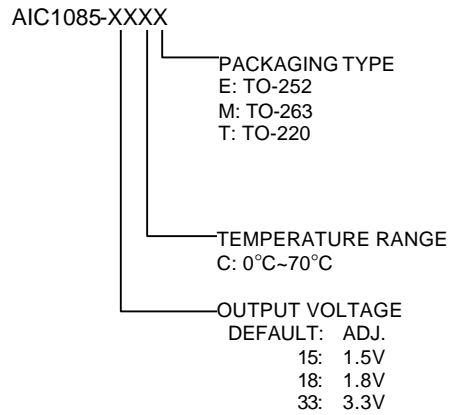 AIC1085-XXXX
PACKAGING TYPE
E: TO-252
M: TO-263
T: TO-220
TEMPERATURE RANGE
C: 0°C~70°C
OUTPUT VOLTAGE
DEFAULT: ADJ.
15: 1.5V
18: 1.8V
33: 3.3V